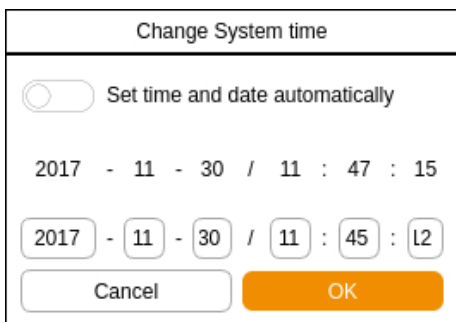 Change System time
Set time and date automatically
2017 - 11 - 30 / 11 : 47 : 15
2017 - 11 - 30 / 11 : 45 : 12
Cancel OK